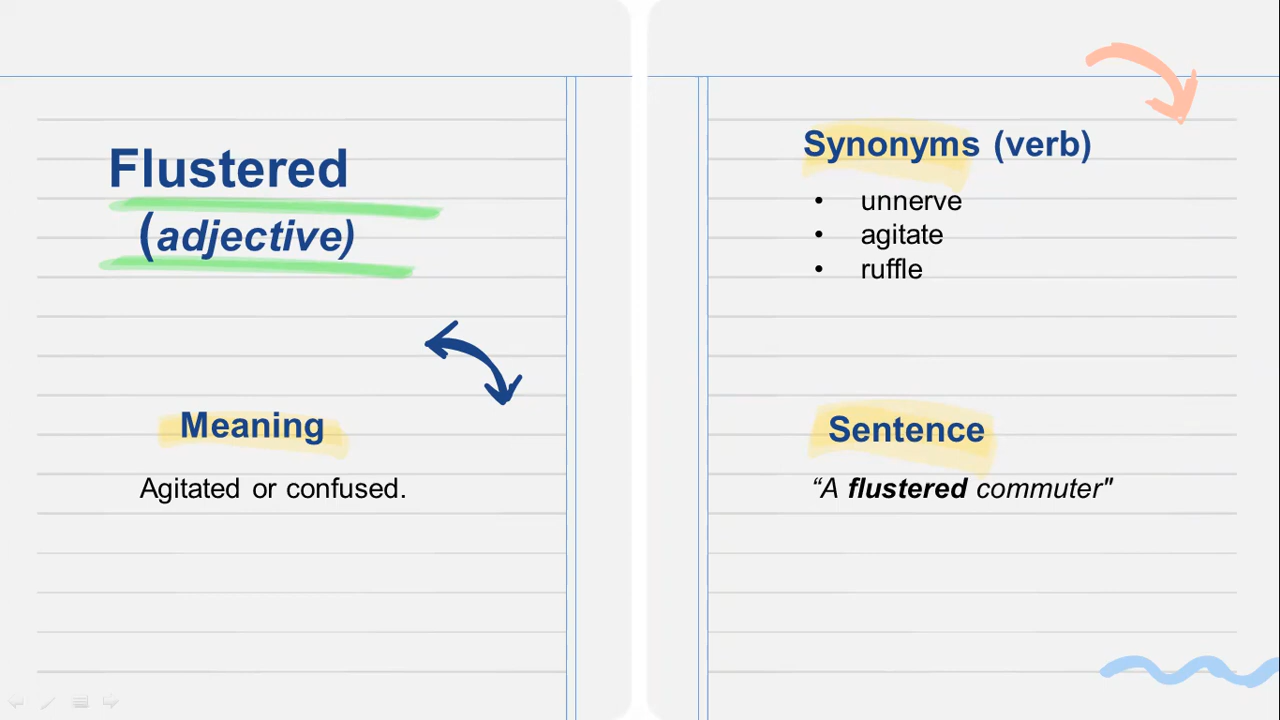 Flustered
(adjective)
Meaning
Agitated or confused.
Synonyms (verb)
• unnerve
• agitate
• ruffle
Sentence
“A flustered commuter"